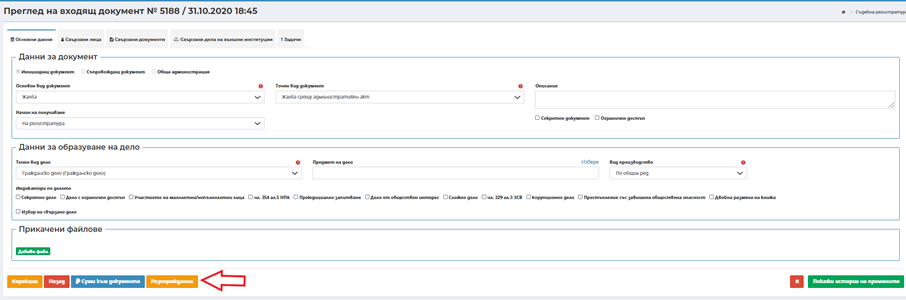 Преглед на входящ документ № 5188 / 31.10.2020 18:45
Съдебна регистратура
Основни данни Свързани лица Свързани документи Свързани дела на външни институции Задачи
Данни за документ
Иницииращ документ Съпровождащ документ Обща администрация
Основен вид документ Точен вид документ Описание
Жалба Жалба срещу административен акт
Начин на получаване Секретен документ Ограничен достъп
На регистратура
Данни за образуване на дело
Точен вид дело Предмет на дело Избери Вид производство
Гражданско дело (Гражданско дело) По общия ред
Индикатори по делото
Секретно дело Дело с ограничен достъп Участието на малолетни/непълнолетни лица чл. 354 ал.5 НПК Преюдициално запитване Дело от обществен интерес Сложно дело чл. 329 ал.3 ЗСВ Корупционно дело Престъпление със завишена обществена опасност Двойна размяна на книжа
Избор на свързано дело
Прикачени файлове
Добави файл
Корекция Назад Суми към документа Разпореждания Покажи история на промените